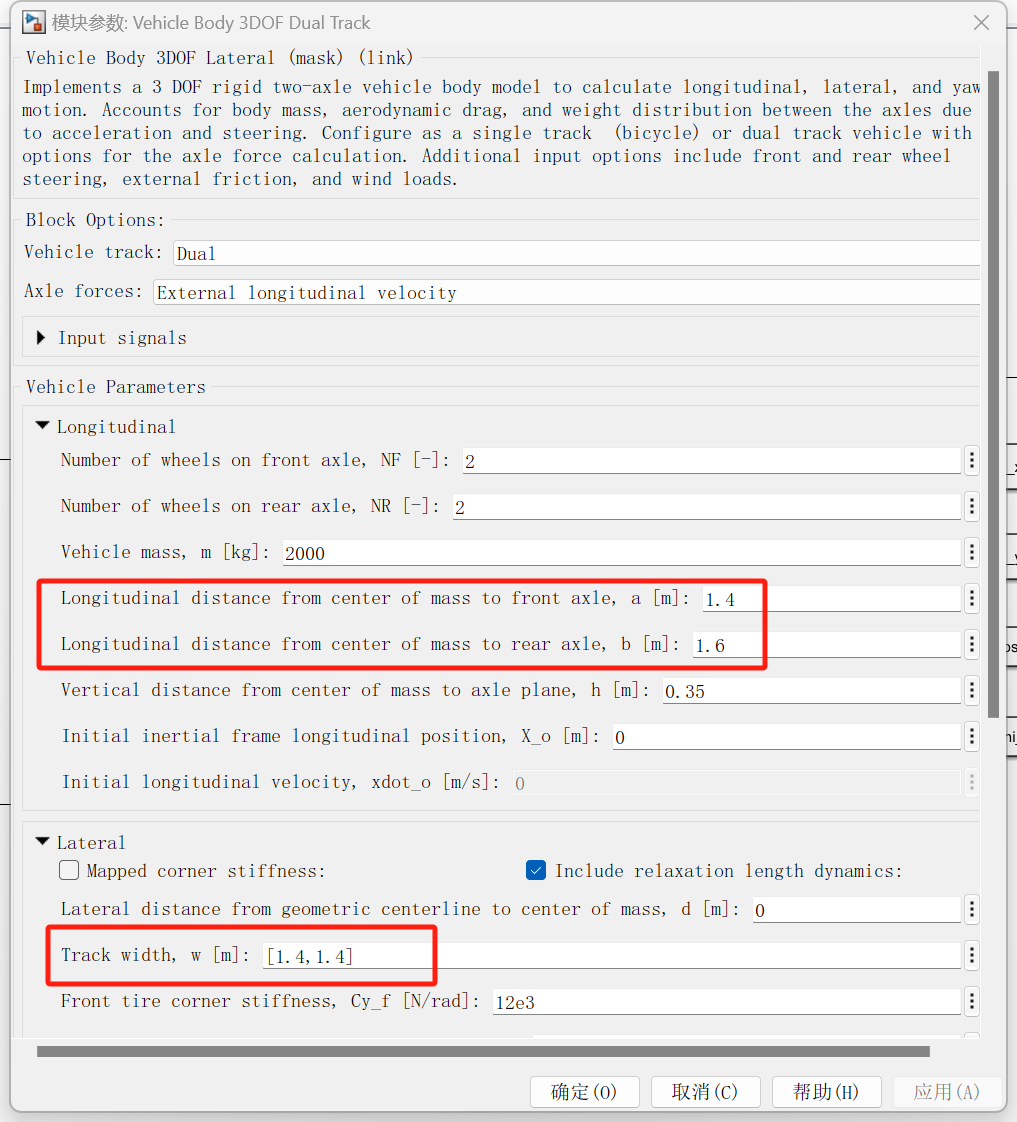 模块参数: Vehicle Body 3DOF Dual Track
Vehicle Body 3DOF Lateral (mask) (link)
Implements a 3 DOF rigid two-axle vehicle body model to calculate longitudinal, lateral, and yaw
motion. Accounts for body mass, aerodynamic drag, and weight distribution between the axles due
to acceleration and steering. Configure as a single track (bicycle) or dual track vehicle with
options for the axle force calculation. Additional input options include front and rear wheel
steering, external friction, and wind loads.
Block Options:
Vehicle track: Dual
Axle forces: External longitudinal velocity
Input signals
Vehicle Parameters
Longitudinal
Number of wheels on front axle, NF [-]: 2
Number of wheels on rear axle, NR [-]: 2
Vehicle mass, m [kg]: 2000
Longitudinal distance from center of mass to front axle, a [m]: 1.4
Longitudinal distance from center of mass to rear axle, b [m]: 1.6
Vertical distance from center of mass to axle plane, h [m]: 0.35
Initial inertial frame longitudinal position, X_o [m]: 0
Initial longitudinal velocity, xdot_o [m/s]: 0
Lateral
Mapped corner stiffness: Include relaxation length dynamics:
Lateral distance from geometric centerline to center of mass, d [m]: 0
Track width, w [m]: [1.4,1.4]
Front tire corner stiffness, Cy_f [N/rad]: 12e3
确定(O) 取消(C) 帮助(H) 应用(A)